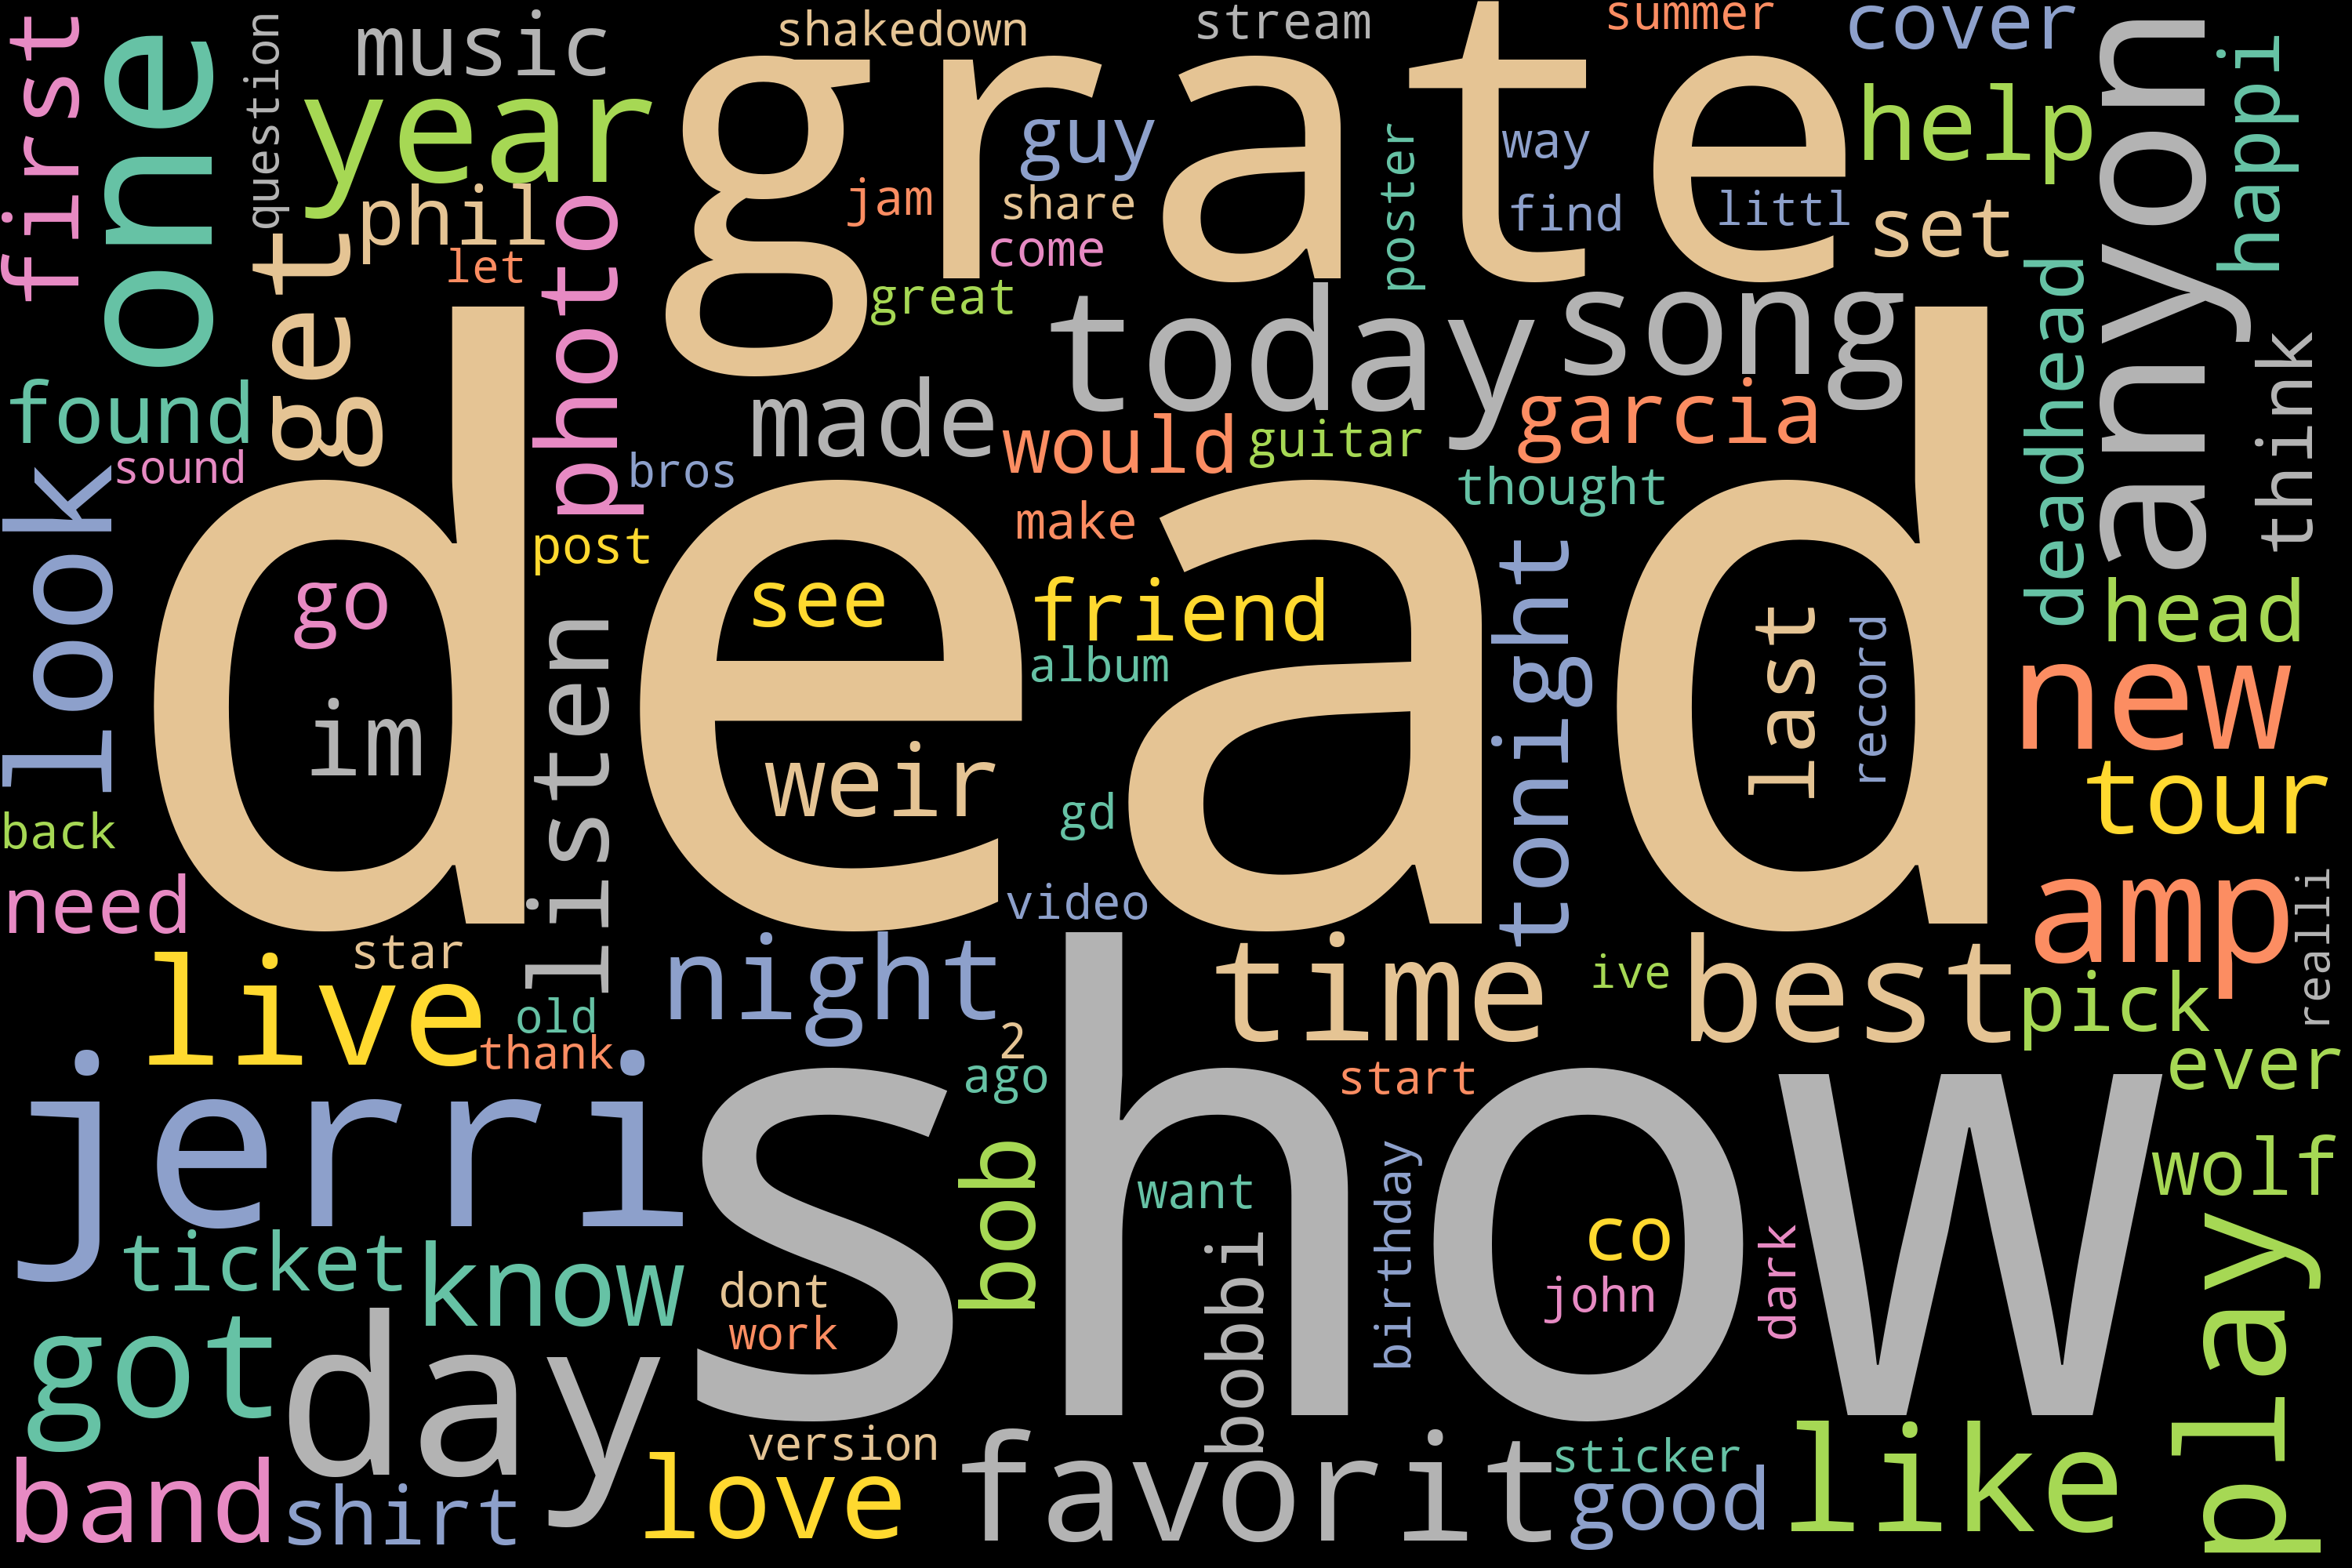 first
one
question
music
shakedown
stream
summer
cover
anyon
happi
year
grate
guy
poster
way
help
phil
photo
jam
share
find
littl
set
get
let
come
great
today
song
deadhead
think
found
made
would
guitar
garcia
look
sound
bros
thought
dead
post
make
go
see
friend
tonight
last
record
head
listen
album
new
im
weir
gd
tour
back
need
video
amp
realli
star
live
night
time
ive
best
pick
old
thank
2
jerri
show
ago
start
ever
bob
want
birthday
wolf
ticket
know
dont
bobbi
co
dark
play
work
john
got
day
version
band
shirt
love
favorit
sticker
good
like